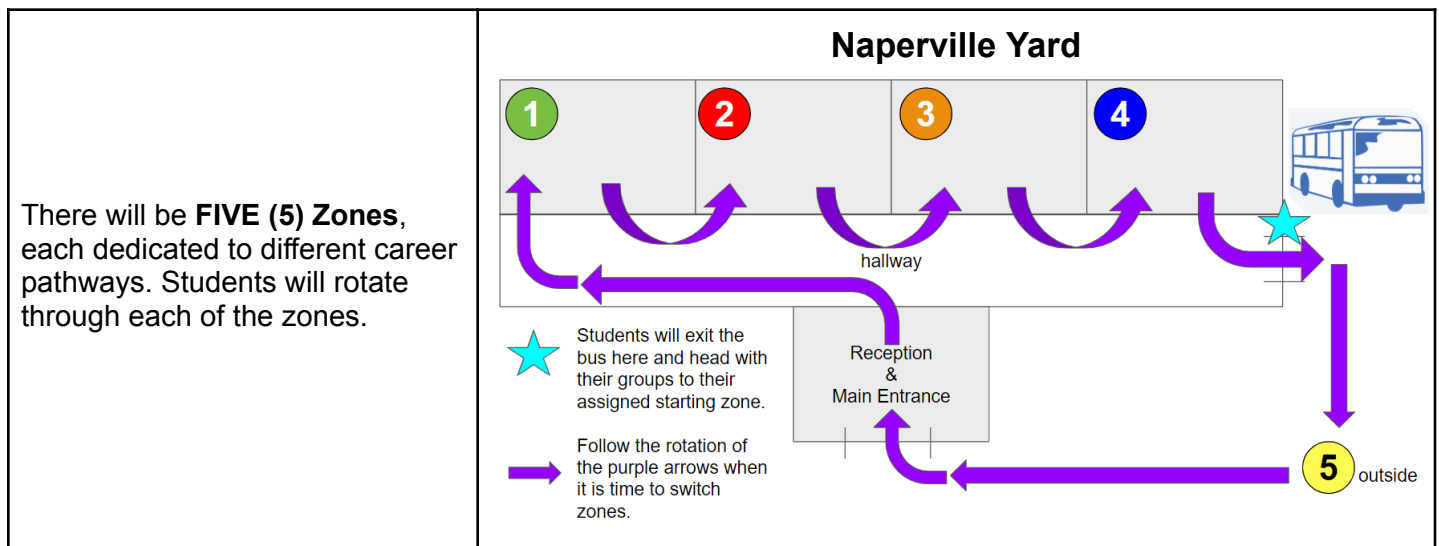 There will be FIVE (5) Zones,
each dedicated to different career
pathways. Students will rotate
through each of the zones.
Naperville Yard
1
2
3
4
hallway
Students will exit the
bus here and head with
their groups to their
assigned starting zone.
Reception
&
Main Entrance
Follow the rotation of
the purple arrows when
it is time to switch
zones.
5
outside